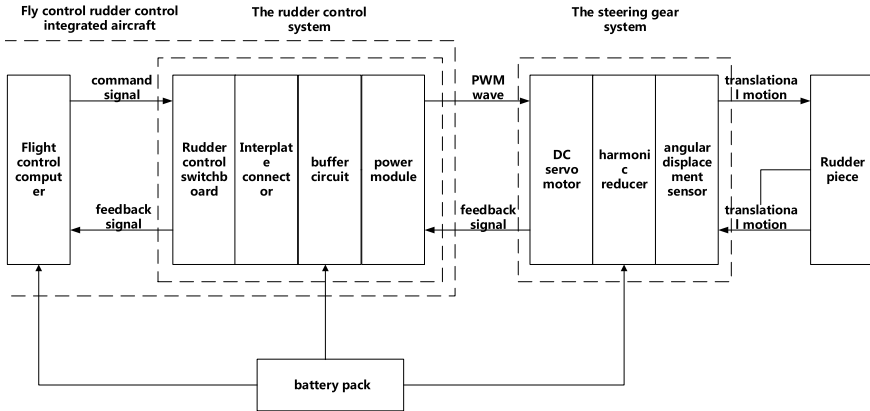 Fly control rudder control
integrated aircraft
The rudder control
system
The steering gear
system
command
signal
PWM
wave
translationa
l motion
Flight
control
comput
er
Rudder
control
switchb
oard
Interplat
e
connect
or
buffer
circuit
power
module
DC
servo
motor
harmoni
c
reducer
angular
displace
ment
sensor
Rudder
piece
feedback
signal
feedback
signal
translationa
l motion
battery pack